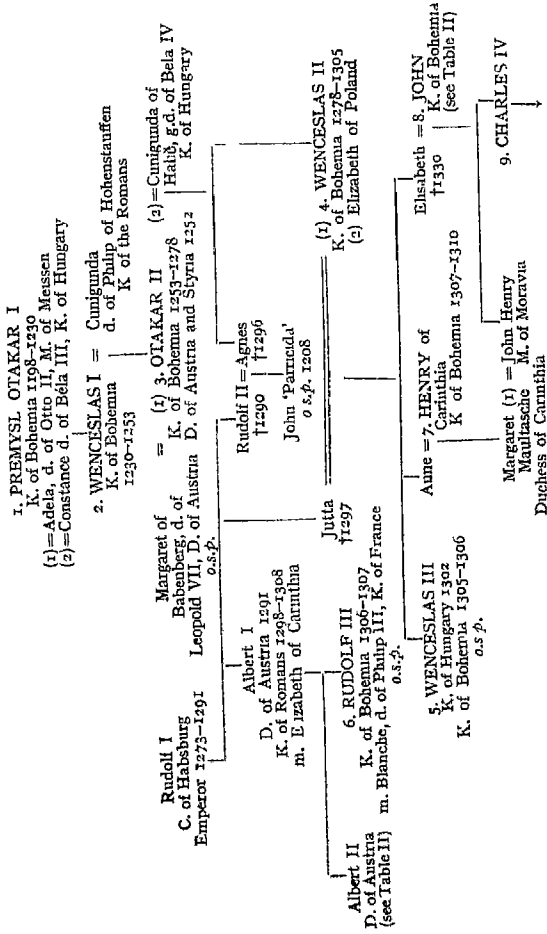 1. PREMYSL OTAKAR I
K. of Bohemia 1198-1230
(1)=Adela, d. of Otto II, M. of Meissen
(2)=Constance d. of Béla III, K. of Hungary
2. WENCESLAS I = Cunigunda
K. of Bohemia d. of Philip of Hohenstauffen
1230-1253 K of the Romans
Rudolf I
C. of Habsburg
Emperor 1273-1291
Margaret of
Babenberg, d. of
Leopold VII, D. of Austria
o.s.p.
= (1) 3. OTAKAR II
K. of Bohemia 1253-1278
D. of Austria and Styria 1252
(2)=Cunigunda of
Halič, g.d. of Bela IV
K. of Hungary
Albert I
D. of Austria 1291
K. of Romans 1298-1308
m. E izabeth of Carinthia
Rudolf II=Agnes
†1290 †1296
John 'Parricida'
o s.p. 1208
Jutta
†1297
(1) 4. WENCESLAS II
K. of Bohemia 1278-1305
(2) Elizabeth of Poland
Albert II
D. of Austria
(see Table II)
6. RUDOLF III
K. of Bohemia 1306-1307
m. Blanche, d. of Philip III, K. of France
o.s.p.
5. WENCESLAS III
K. of Hungary 1302
K. of Bohemia 1305-1306
o.s p.
Anne=7. HENRY of
Carinthia
K of Bohemia 1307-1310
Elisabeth=8. JOHN
†1330 K. of Bohemia
(see Table II)
Margaret (1) = John Henry
Maultasche M. of Moravia
Duchess of Carinthia
9. CHARLES IV